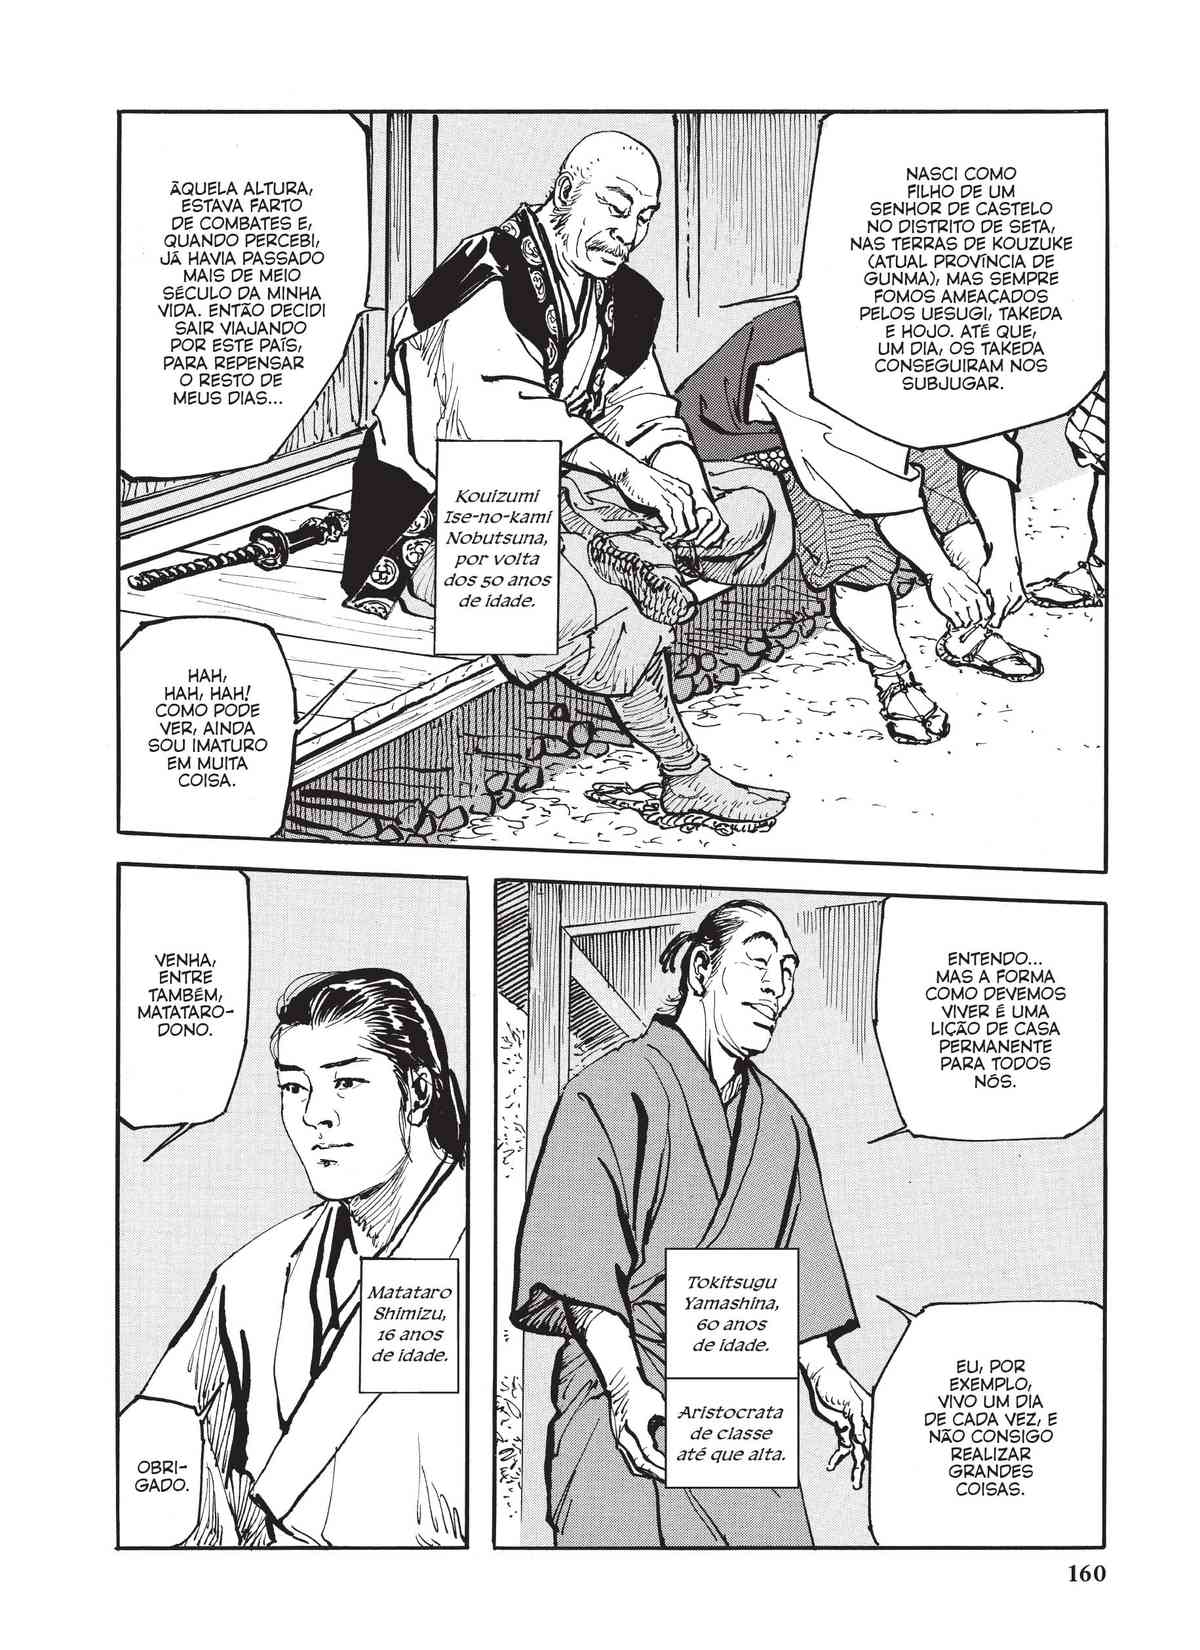 NASCI COMO
FILHO DE UM
SENHOR DE CASTELO
NO DISTRITO DE SETA,
NAS TERRAS DE KOUZUKE
(ATUAL PROVÍNCIA DE
GUNMA), MAS SEMPRE
FOMOS AMEAÇADOS
PELOS UESUGI, TAKEDA
E HOJO. ATÉ QUE,
UM DIA, OS TAKEDA
CONSEGUIRAM NOS
SUBJUGAR.
ÀQUELA ALTURA,
ESTAVA FARTO
DE COMBATES E,
QUANDO PERCEBI,
JÁ HAVIA PASSADO
MAIS DE MEIO
SÉCULO DA MINHA
VIDA. ENTÃO DECIDI
SAIR VIAJANDO
POR ESTE PAÍS,
PARA REPENSAR
O RESTO DE
MEUS DIAS...
Kouizumi
Ise-no-kami
Nobutsuna,
por volta
dos 50 anos
de idade.
HAH,
HAH, HAH!
COMO PODE
VER, AINDA
SOU IMATURO
EM MUITA
COISA.
ENTENDO...
MAS A FORMA
COMO DEVEMOS
VIVER É UMA
LIÇÃO DE CASA
PERMANENTE
PARA TODOS
NÓS.
Tokitsugu
Yamashina,
60 anos
de idade.
Aristocrata
de classe
até que alta.
EU, POR
EXEMPLO,
VIVO UM DIA
DE CADA VEZ, E
NÃO CONSIGO
REALIZAR
GRANDES
COISAS.
VENHA,
ENTRE
TAMBÉM,
MATATARO-
DONO.
Matataro
Shimizu,
16 anos
de idade.
OBRI-
GADO.
160